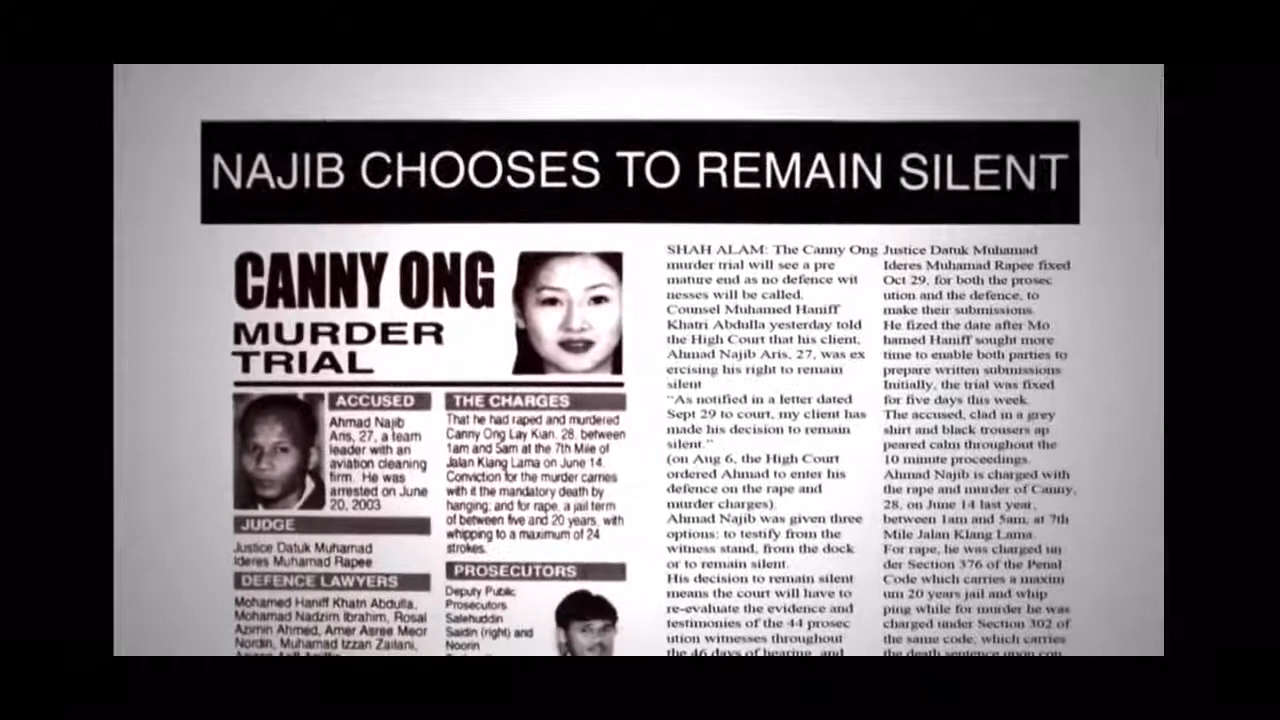 NAJIB CHOOSES TO REMAIN SILENT
CANNY ONG
MURDER
TRIAL
ACCUSED
Ahmad Najib
Aris, 27, a team
leader with an
aviation cleaning
firm. He was
arrested on June
20, 2003
JUDGE
Justice Datuk Muhamad
Ideres Muhamad Rapee
DEFENCE LAWYERS
Mohamed Haniff Khatri Abdulla,
Mohamad Nadzim Ibrahim, Rosal
Azimin Ahmed, Amer Asree Meor
Nordin, Muhamad Izzan Zailani,
THE CHARGES
That he had raped and murdered
Canny Ong Lay Kian, 28, between
1am and 5am at the 7th Mile of
Jalan Klang Lama on June 14.
Conviction for the murder carries
with it the mandatory death by
hanging; and for rape, a jail term
of between five and 20 years, with
whipping to a maximum of 24
strokes.
PROSECUTORS
Deputy Public
Prosecutors
Salehuddin
Saidin (right) and
Noorin
SHAH ALAM: The Canny Ong
murder trial will see a pre
mature end as no defence wit
nesses will be called.
Counsel Muhamed Haniff
Khatri Abdulla yesterday told
the High Court that his client,
Ahmad Najib Aris, 27, was ex
ercising his right to remain
silent
"As notified in a letter dated
Sept 29 to court, my client has
made his decision to remain
silent."
(on Aug 6, the High Court
ordered Ahmad to enter his
defence on the rape and
murder charges).
Ahmad Najib was given three
options: to testify from the
witness stand, from the dock
or to remain silent.
His decision to remain silent
means the court will have to
re-evaluate the evidence and
testimonies of the 44 prosec
ution witnesses throughout
the 46 days of hearing, and
Justice Datuk Muhamad
Ideres Muhamad Rapee fixed
Oct 29, for both the prosec
ution and the defence, to
make their submissions.
He fized the date after Mo
hamed Haniff sought more
time to enable both parties to
prepare written submissions
Initially, the trial was fixed
for five days this week.
The accused, clad in a grey
shirt and black trousers ap
peared calm throughout the
10 minute proceedings.
Ahmad Najib is charged with
the rape and murder of Canny,
28, on June 14 last year,
between 1am and 5am, at 7th
Mile Jalan Klang Lama.
For rape, he was charged un
der Section 376 of the Penal
Code which carries a maxim
um 20 years jail and whip
ping while for murder he was
charged under Section 302 of
the same code, which carries
the death sentence upon con